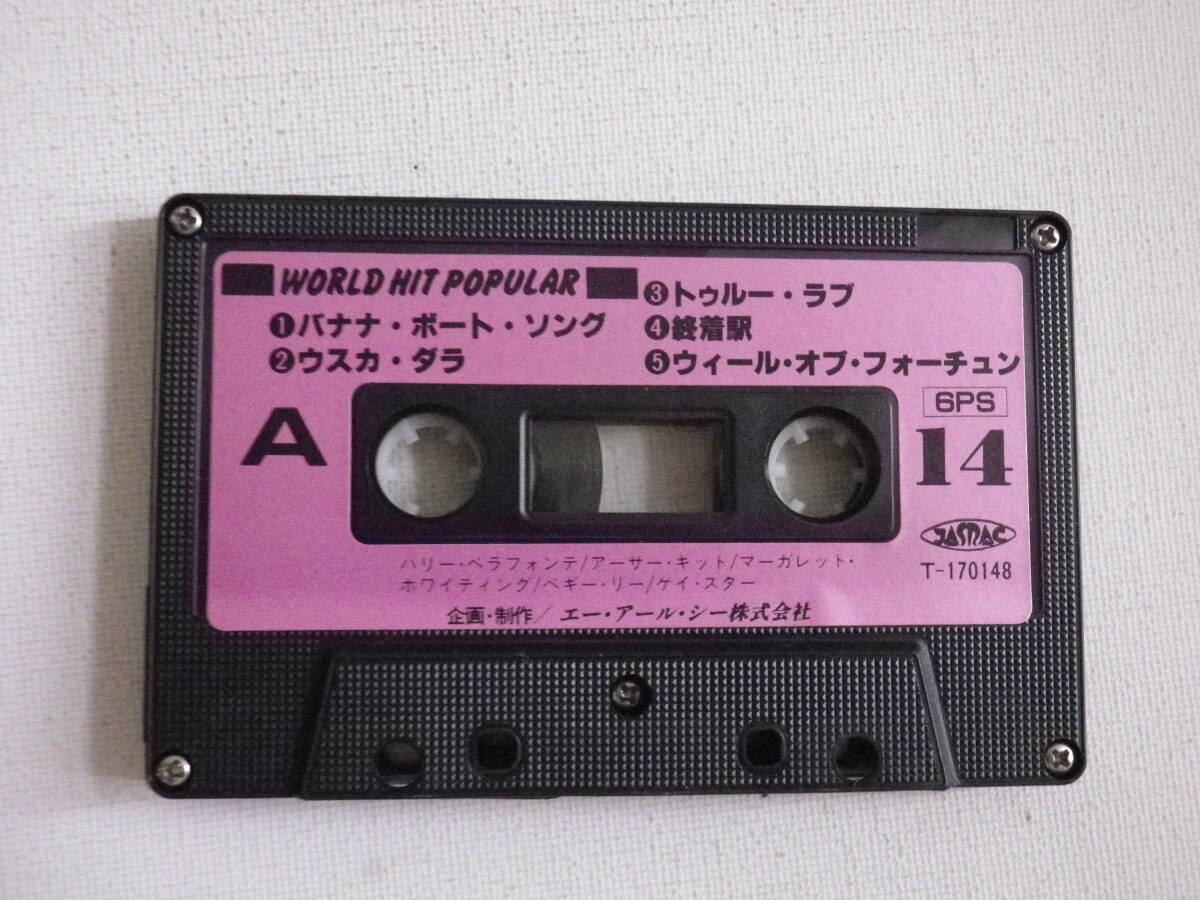 WORLD HIT POPULAR
❶バナナ・ボート・ソング
❷ウスカ・ダラ
❸トゥルー・ラブ
❹終着駅
❺ウィール・オブ・フォーチュン
A
6PS
14
JASRAC
T-170148
ハリー・ベラフォンテ/アーサー・キット/マーガレット・
ホワイティング/ペギー・リー/ケイ・スター
企画・制作/エー・アール・シー株式会社